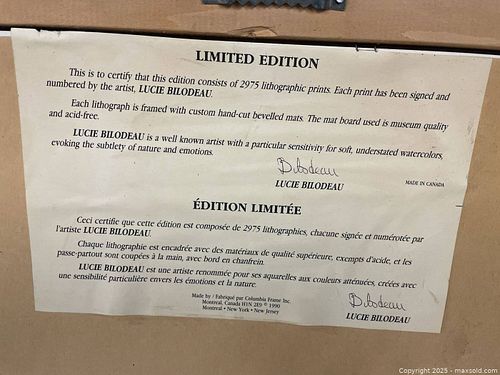 LIMITED EDITION
This is to certify that this edition consists of 2975 lithographic prints. Each print has been signed and
numbered by the artist, LUCIE BILODEAU.
Each lithograph is framed with custom hand-cut bevelled mats. The mat board used is museum quality
and acid-free.
LUCIE BILODEAU is a well known artist with a particular sensitivity for soft, understated watercolors,
evoking the subtlety of nature and emotions.
Bilodeau
LUCIE BILODEAU
MADE IN CANADA
ÉDITION LIMITÉE
Ceci certifie que cette édition est composée de 2975 lithographies, chacune signée et numérotée par
l'artiste LUCIE BILODEAU.
Chaque lithographie est encadrée avec des matériaux de qualité supérieure, exempts d'acide, et les
passe-partout sont coupées à la main, avec bord en chanfrein.
LUCIE BILODEAU est une artiste renommée pour ses aquarelles aux couleurs atténuées, créées avec
une sensibilité particulière envers les émotions et la nature.
Made by / Fabriqué par Columbia Frame Inc.
Montreal, Canada H1N 2E9 © 1990
Montreal • New York • New Jersey
Bilodeau
LUCIE BILODEAU
Copyright 2025 - maxsold.com